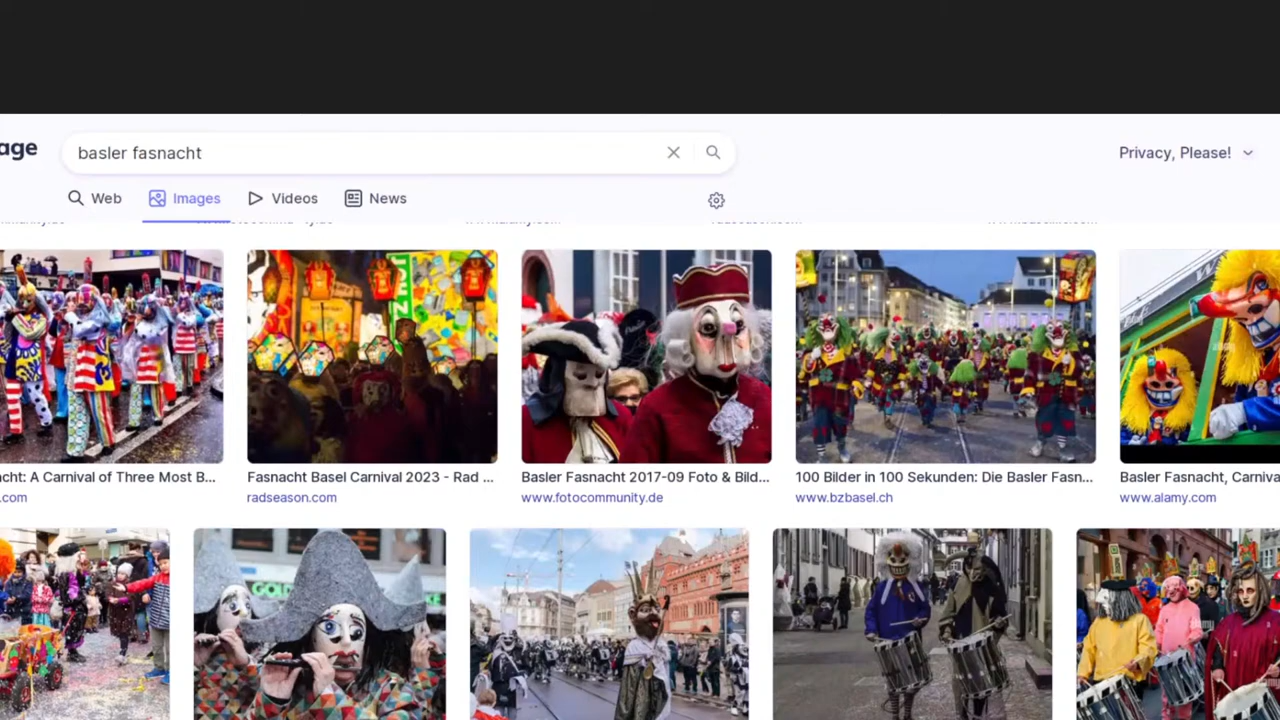 age
basler fasnacht
Privacy, Please!
Web Images Videos News
acht: A Carnival of Three Most B...
.com
Fasnacht Basel Carnival 2023 - Rad ...
radseason.com
Basler Fasnacht 2017-09 Foto & Bild...
www.fotocommunity.de
100 Bilder in 100 Sekunden: Die Basler Fasn...
www.bzbasel.ch
Basler Fasnacht, Carniva
www.alamy.com
GOLD
alamy